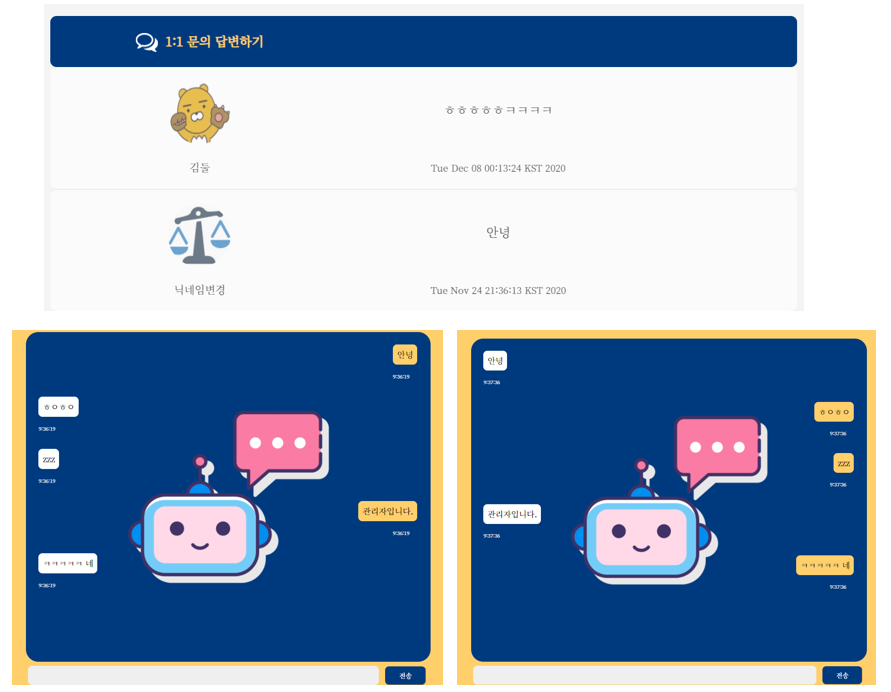 1:1 문의 답변하기
ㅎㅎㅎㅎㅎㅋㅋㅋㅋ
김둘
Tue Dec 08 00:13:24 KST 2020
안녕
닉네임변경
Tue Nov 24 21:36:13 KST 2020
안녕
9:36:19
ㅎㅇㅎㅇ
9:36:19
zzz
9:36:19
관리자입니다.
9:36:19
ㅋㅋㅋㅋㅋ 네
9:36:19
전송
안녕
9:37:36
ㅎㅇㅎㅇ
9:37:36
zzz
9:37:36
관리자입니다.
9:37:36
ㅋㅋㅋㅋㅋ 네
9:37:36
전송